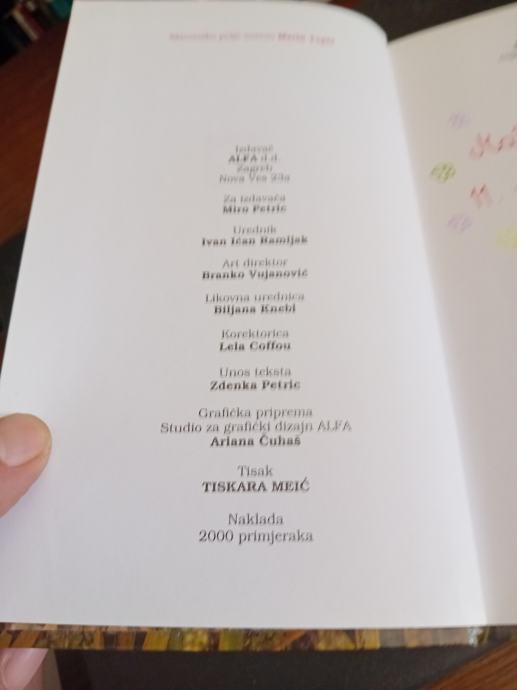 Izdavač
ALFA d.d.
Zagreb
Nova Ves 23a
Za izdavača
Miro Petric
Urednik
Ivan Ićan Ramljak
Art direktor
Branko Vujanović
Likovna urednica
Biljana Knebl
Korektorica
Lela Coffou
Unos teksta
Zdenka Petric
Grafička priprema
Studio za grafički dizajn ALFA
Ariana Čuhaš
Tisak
TISKARA MEIĆ
Naklada
2000 primjeraka